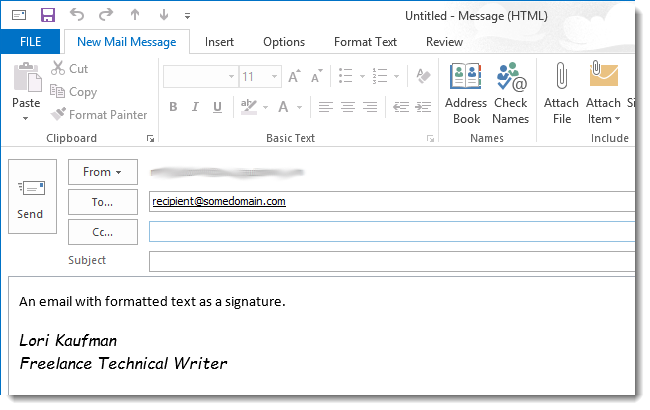 Untitled - Message (HTML)
FILE New Mail Message Insert Options Format Text Review
Paste
Cut
Copy
Format Painter
Clipboard
11 A A
B I U ab A
Basic Text
Address Book
Check Names
Names
Attach File
Attach Item
Include
Send
From
To...
recipient@somedomain.com
Cc...
Subject
An email with formatted text as a signature.
Lori Kaufman
Freelance Technical Writer